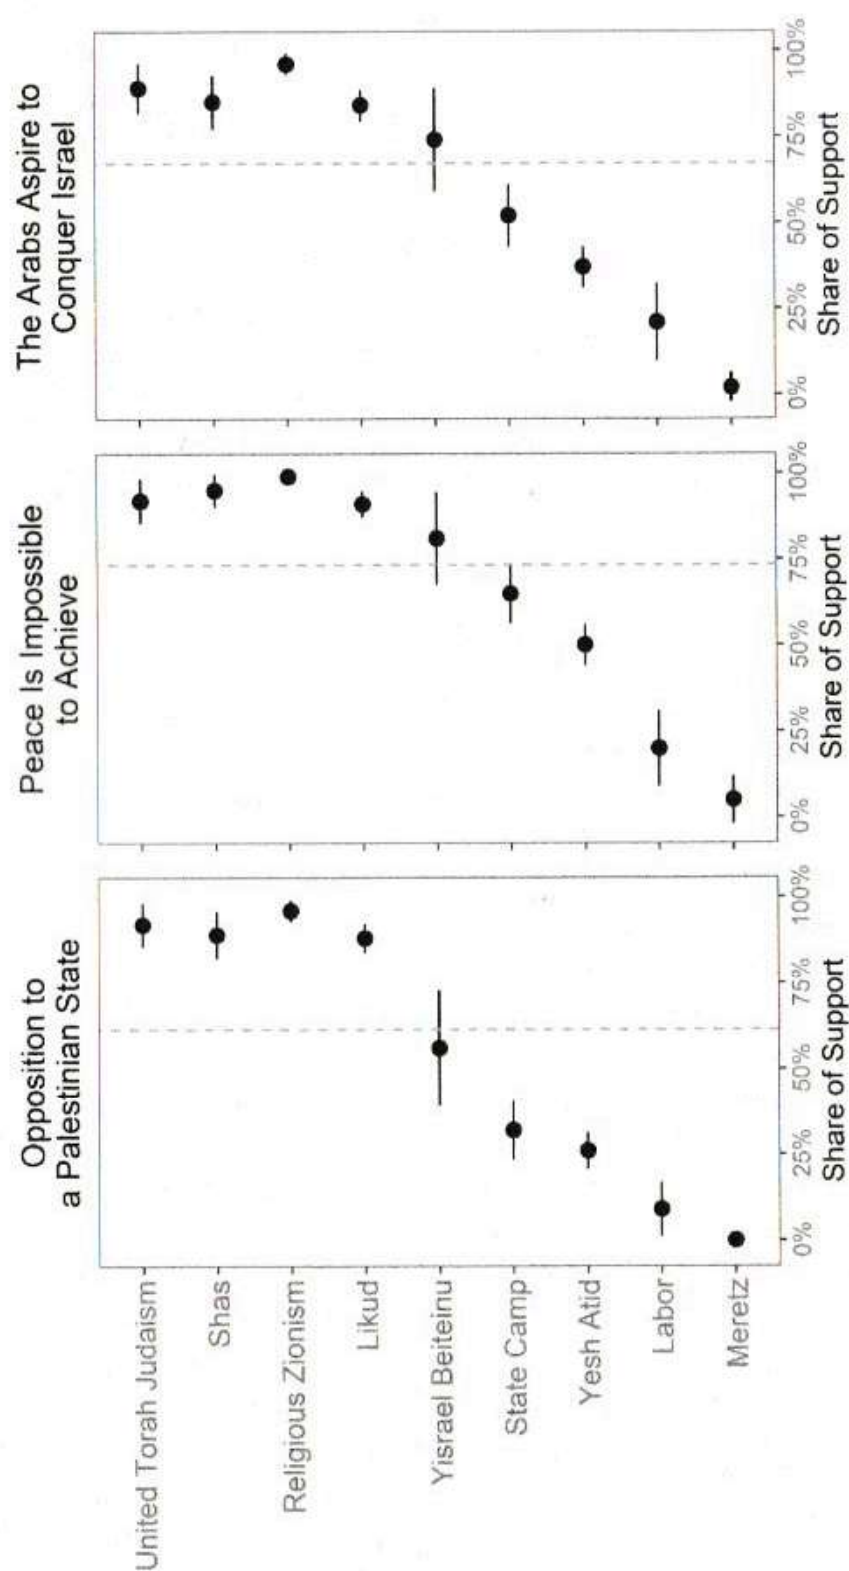 Opposition to
a Palestinian State
Peace Is Impossible
to Achieve
The Arabs Aspire to
Conquer Israel
United Torah Judaism
Shas
Religious Zionism
Likud
Yisrael Beiteinu
State Camp
Yesh Atid
Labor
Meretz
0% 25% 50% 75% 100%
0% 25% 50% 75% 100%
0% 25% 50% 75% 100%
Share of Support
Share of Support
Share of Support